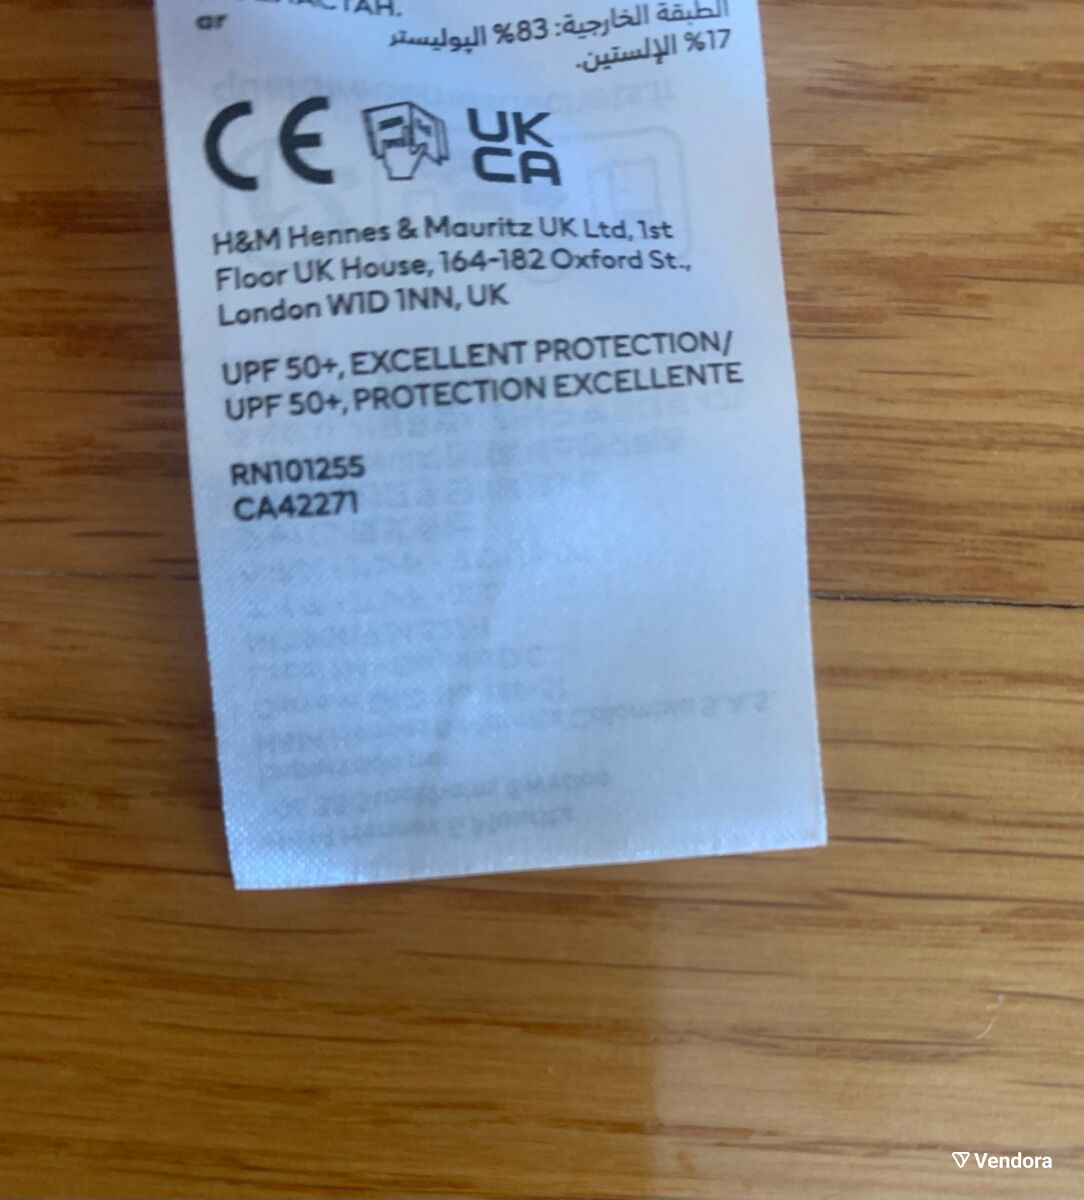 ar
الطبقة الخارجية: 83% البوليستر
17% الإلستين.
CE
UK
CA
H&M Hennes & Mauritz UK Ltd, 1st
Floor UK House, 164-182 Oxford St.,
London W1D 1NN, UK
UPF 50+, EXCELLENT PROTECTION/
UPF 50+, PROTECTION EXCELLENTE
RN101255
CA42271
Vendora